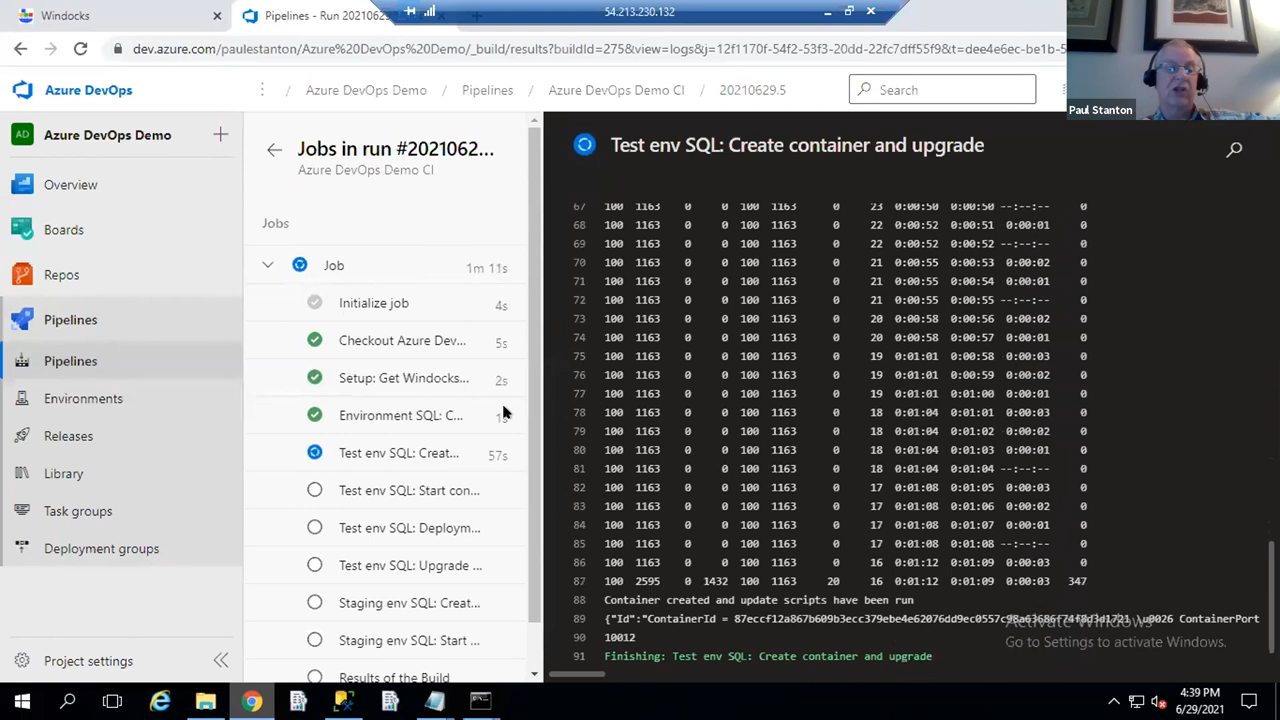 Windocks
Pipelines - Run 20210629
54.213.230.132
dev.azure.com/paulestanton/Azure%20DevOps%20Demo/_build/results?buildId=275&view=logs&j=12f1170f-54f2-53f3-20dd-22fc7dff55f9&t=dee4e6ec-be1b-5
Paul Stanton
Azure DevOps
/ Azure DevOps Demo / Pipelines / Azure DevOps Demo CI / 20210629.5
Search
AD Azure DevOps Demo
Overview
Boards
Repos
Pipelines
Pipelines
Environments
Releases
Library
Task groups
Deployment groups
Project settings
Jobs in run #2021062...
Azure DevOps Demo CI
Jobs
Job 1m 11s
Initialize job 4s
Checkout Azure Dev... 5s
Setup: Get Windocks... 2s
Environment SQL: C... 1s
Test env SQL: Creat... 57s
Test env SQL: Start con...
Test env SQL: Deploym...
Test env SQL: Upgrade ...
Staging env SQL: Creat...
Staging env SQL: Start ...
Results of the Build
Test env SQL: Create container and upgrade
67 100 1163 0 0 100 1163 0 23 0:00:50 0:00:50 --:--:-- 0
68 100 1163 0 0 100 1163 0 22 0:00:52 0:00:51 0:00:01 0
69 100 1163 0 0 100 1163 0 22 0:00:52 0:00:52 --:--:-- 0
70 100 1163 0 0 100 1163 0 21 0:00:55 0:00:53 0:00:02 0
71 100 1163 0 0 100 1163 0 21 0:00:55 0:00:54 0:00:01 0
72 100 1163 0 0 100 1163 0 21 0:00:55 0:00:55 --:--:-- 0
73 100 1163 0 0 100 1163 0 20 0:00:58 0:00:56 0:00:02 0
74 100 1163 0 0 100 1163 0 20 0:00:58 0:00:57 0:00:01 0
75 100 1163 0 0 100 1163 0 19 0:01:01 0:00:58 0:00:03 0
76 100 1163 0 0 100 1163 0 19 0:01:01 0:00:59 0:00:02 0
77 100 1163 0 0 100 1163 0 19 0:01:01 0:01:00 0:00:01 0
78 100 1163 0 0 100 1163 0 18 0:01:04 0:01:01 0:00:03 0
79 100 1163 0 0 100 1163 0 18 0:01:04 0:01:02 0:00:02 0
80 100 1163 0 0 100 1163 0 18 0:01:04 0:01:03 0:00:01 0
81 100 1163 0 0 100 1163 0 18 0:01:04 0:01:04 --:--:-- 0
82 100 1163 0 0 100 1163 0 17 0:01:08 0:01:05 0:00:03 0
83 100 1163 0 0 100 1163 0 17 0:01:08 0:01:06 0:00:02 0
84 100 1163 0 0 100 1163 0 17 0:01:08 0:01:07 0:00:01 0
85 100 1163 0 0 100 1163 0 17 0:01:08 0:01:08 --:--:-- 0
86 100 1163 0 0 100 1163 0 16 0:01:12 0:01:09 0:00:03 0
87 100 2595 0 1432 100 1163 20 16 0:01:12 0:01:09 0:00:03 347
88 Container created and update scripts have been run
89 {"Id":"ContainerId = \u0026 ContainerPort
90 10012
91 Finishing: Test env SQL: Create container and upgrade
Activate Windows
Go to Settings to activate Windows.
4:39 PM
6/29/2021